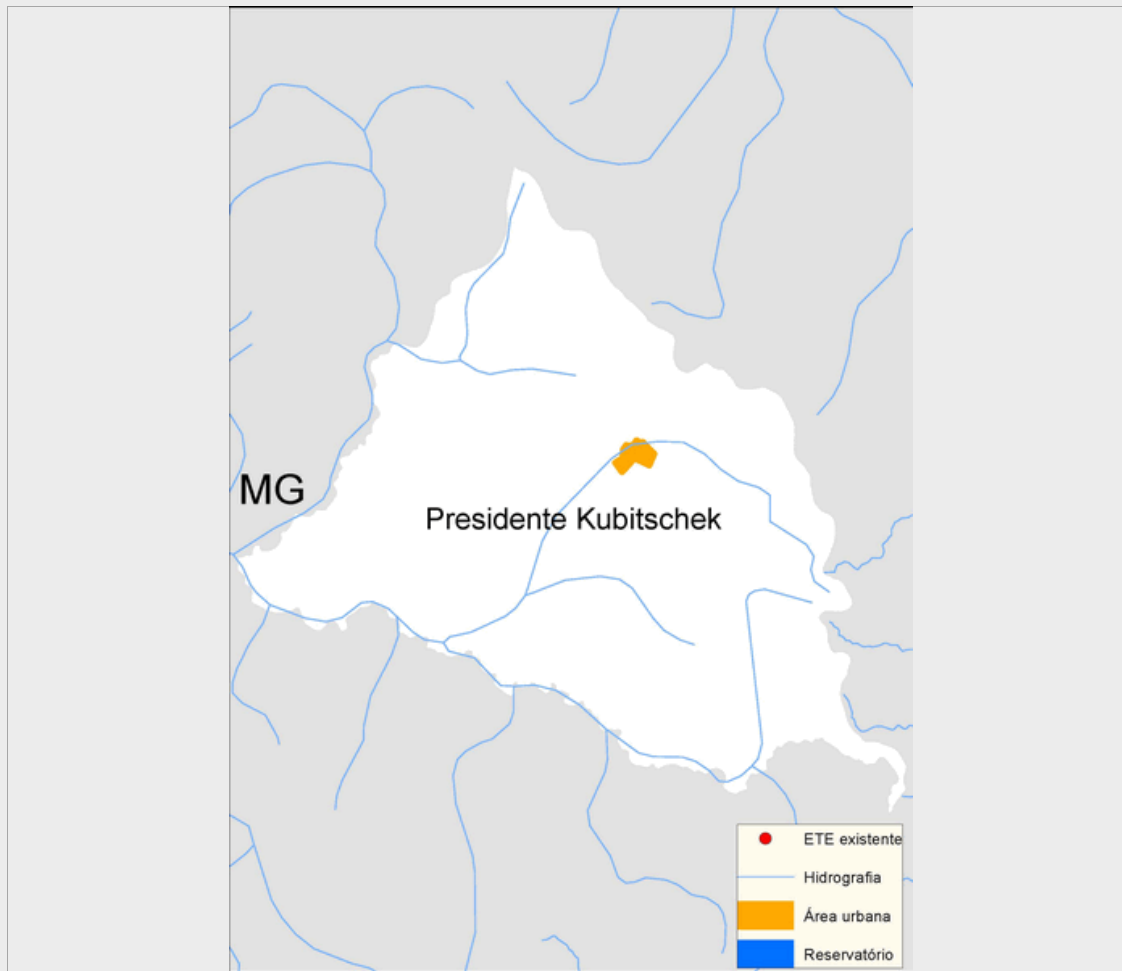 MG
Presidente Kubitschek
ETE existente
Hidrografia
Área urbana
Reservatório